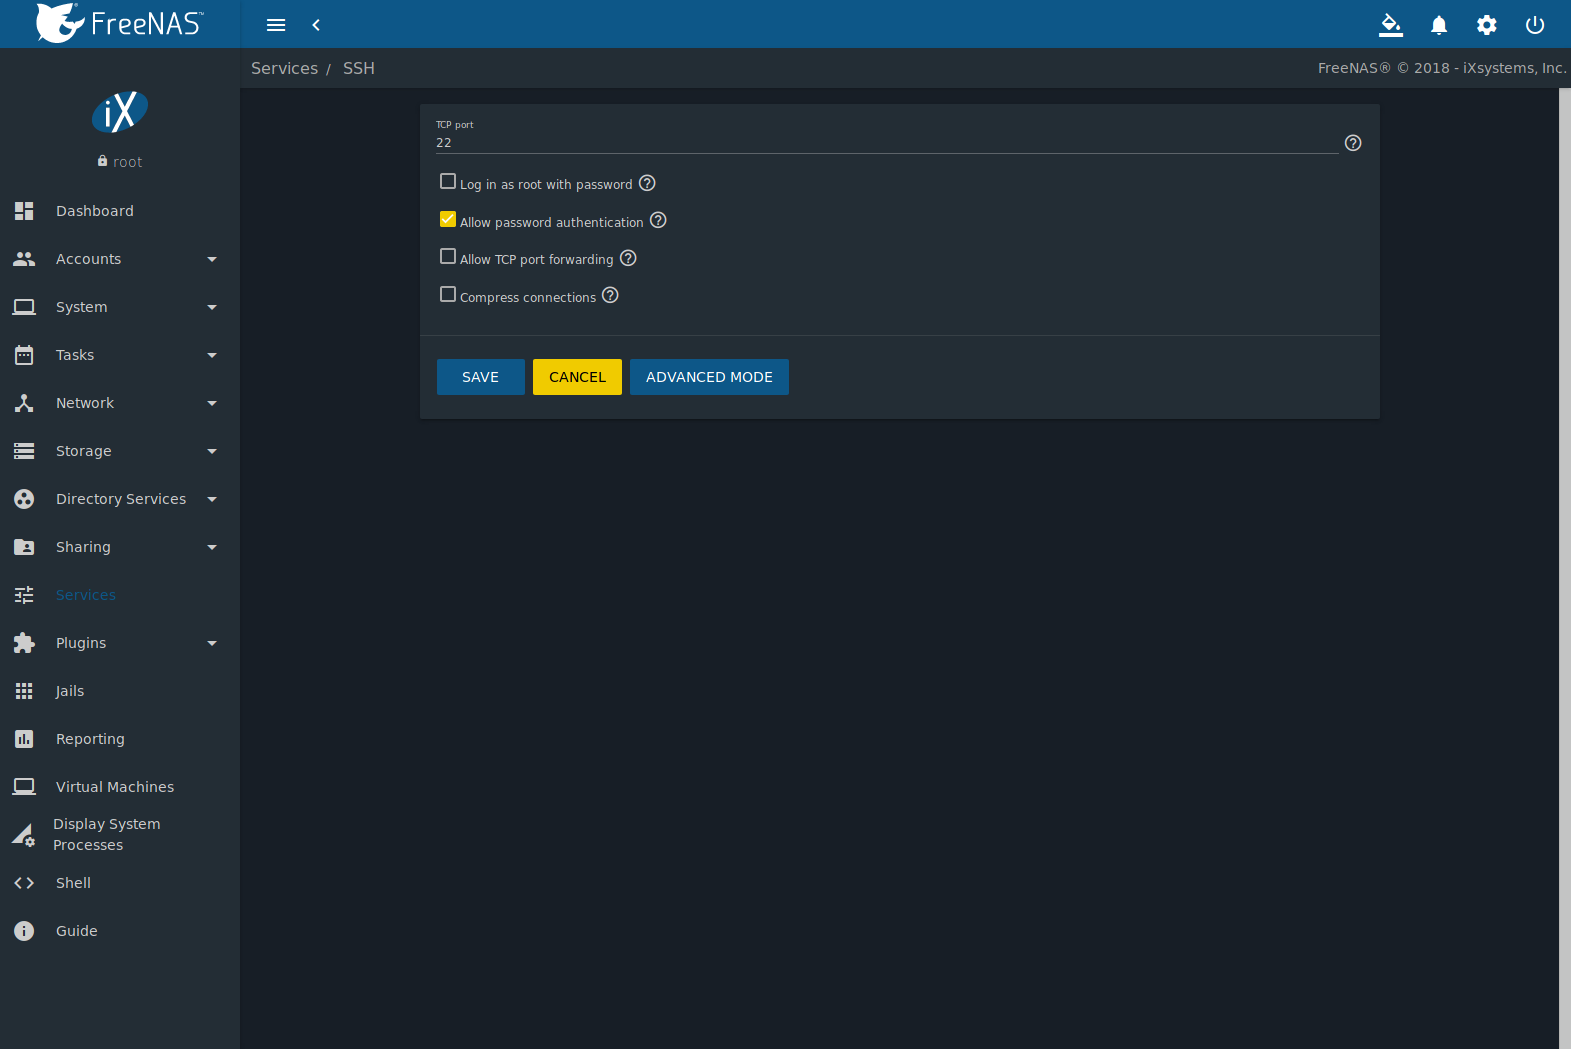 FreeNAS™
Services / SSH
FreeNAS® © 2018 - iXsystems, Inc.
iX
root
Dashboard
Accounts
System
Tasks
Network
Storage
Directory Services
Sharing
Services
Plugins
Jails
Reporting
Virtual Machines
Display System
Processes
Shell
Guide
TCP port
22
Log in as root with password
Allow password authentication
Allow TCP port forwarding
Compress connections
SAVE
CANCEL
ADVANCED MODE